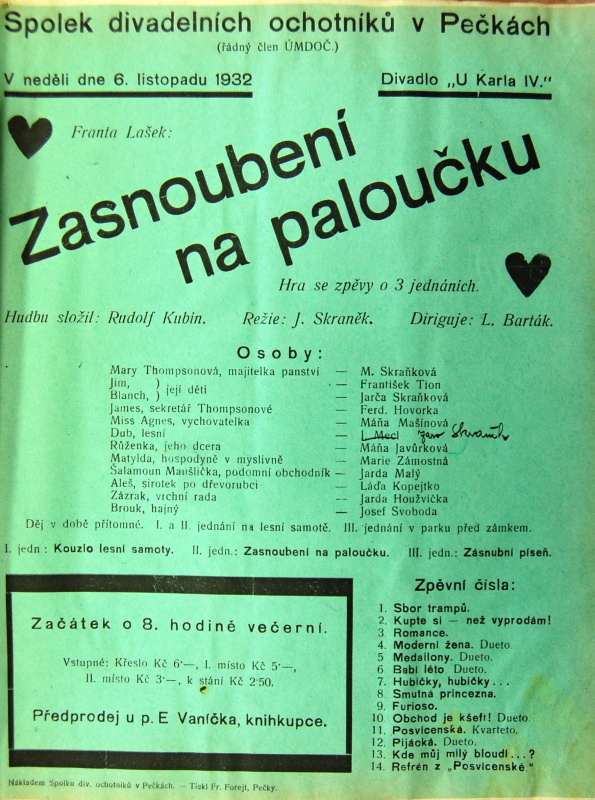 Spolek divadelních ochotníků v Pečkách
(řádný člen ÚMDOČ.)
V neděli dne 6. listopadu 1932
Divadlo „U Karla IV.“
Franta Lašek:
Zasnoubení
na paloučku
Hra se zpěvy o 3 jednáních.
Hudbu složil: Rudolf Kubin. Režie: J. Skraněk. Diriguje: L. Barták.
Osoby:
Mary Thompsonová, majitelka panství — M. Skraňková
Jim, ) její děti — František Tion
Blanch, ) — Jarča Skraňková
James, sekretář Thompsonové — Ferd. Hovorka
Miss Agnes, vychovatelka — Máňa Mašínová
Dub, lesní — L. Mecl Jar. Skraněk
Růženka, jeho dcera — Máňa Javůrková
Matylda, hospodyně v myslivně — Marie Zámostná
Šalamoun Maušlička, podomní obchodník — Jarda Malý
Aleš, sirotek po dřevorubci — Láďa Kopejtko
Zázrak, vrchní rada — Jarda Houžvička
Brouk, hajný — Josef Svoboda
Děj v době přítomné. I. a II. jednání na lesní samotě. III. jednání v parku před zámkem.
I. jedn: Kouzlo lesní samoty. II. jedn.: Zasnoubení na paloučku. III. jedn: Zásnubní píseň.
Začátek o 8. hodině večerní.
Vstupné: Křeslo Kč 6·—, I. místo Kč 5·—,
II. místo Kč 3·—, k stání Kč 2·50.
Předprodej u p. E Vaníčka, knihkupce.
Zpěvní čísla:
1. Sbor trampů.
2. Kupte si — než vyprodám!
3. Romance.
4. Moderní žena. Dueto.
5 Medailony. Dueto.
6 Babí léto Dueto.
7. Hubičky, hubičky...
8. Smutná princezna.
9. Furioso.
10 Obchod je kšeft! Dueto.
11. Posvícenská. Kvarteto.
12. Pijácká. Dueto.
13. Kde můj milý bloudí...?
14. Refrén z „Posvícenské.“
Nákladem Spolku div. ochotníků v Pečkách. — Tiskl Fr. Forejt, Pečky.